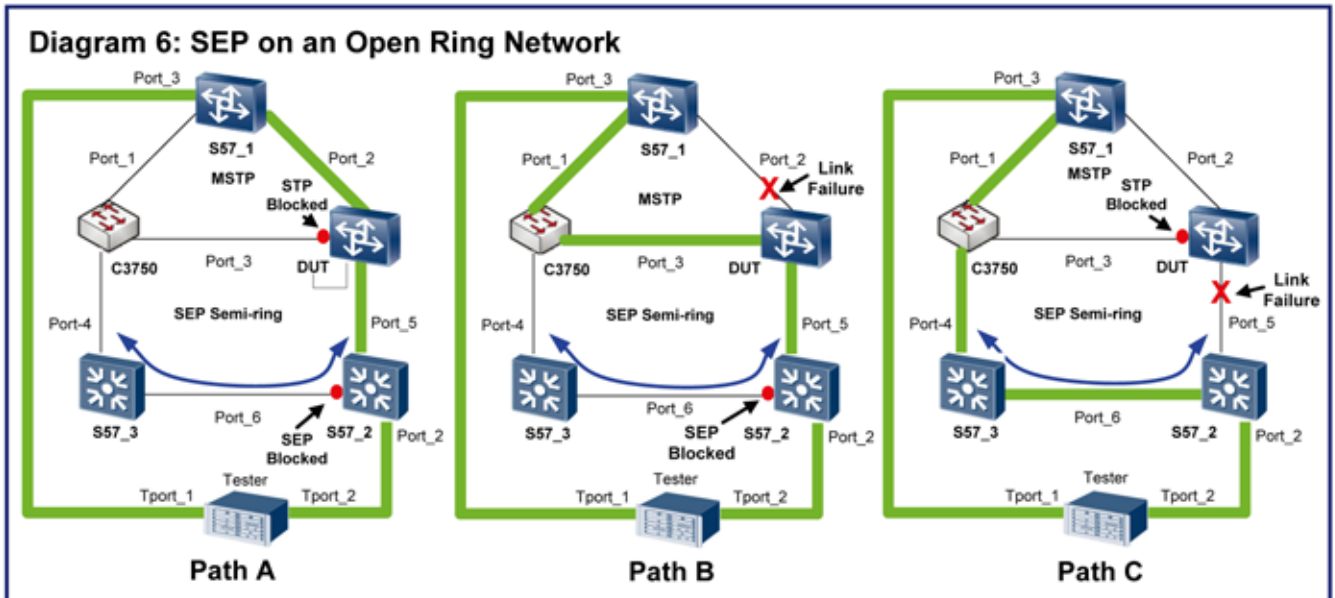 Diagram 6: SEP on an Open Ring Network
Port_3
S57_1
Port_1
Port_2
MSTP
STP
Blocked
C3750
Port_3
DUT
SEP Semi-ring
Port-4
Port_5
Port_6
S57_3
SEP
Blocked
S57_2
Port_2
Tester
Tport_1
Tport_2
Path A
Port_3
S57_1
Port_1
Port_2
Link
Failure
MSTP
C3750
Port_3
DUT
SEP Semi-ring
Port-4
Port_5
Port_6
S57_3
SEP
Blocked
S57_2
Port_2
Tester
Tport_1
Tport_2
Path B
Port_3
S57_1
Port_1
Port_2
MSTP
STP
Blocked
C3750
Port_3
DUT
Link
Failure
SEP Semi-ring
Port-4
Port_5
Port_6
S57_3
S57_2
Port_2
Tester
Tport_1
Tport_2
Path C